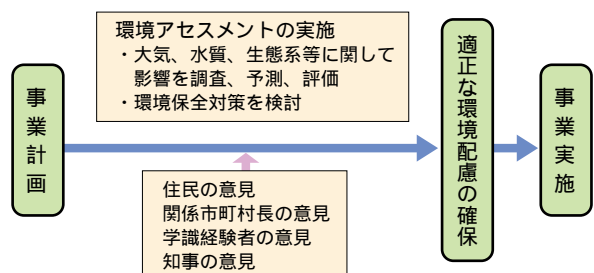 事業計画
環境アセスメントの実施
・大気、水質、生態系等に関して
影響を調査、予測、評価
・環境保全対策を検討
住民の意見
関係市町村長の意見
学識経験者の意見
知事の意見
適正な環境配慮の確保
事業実施